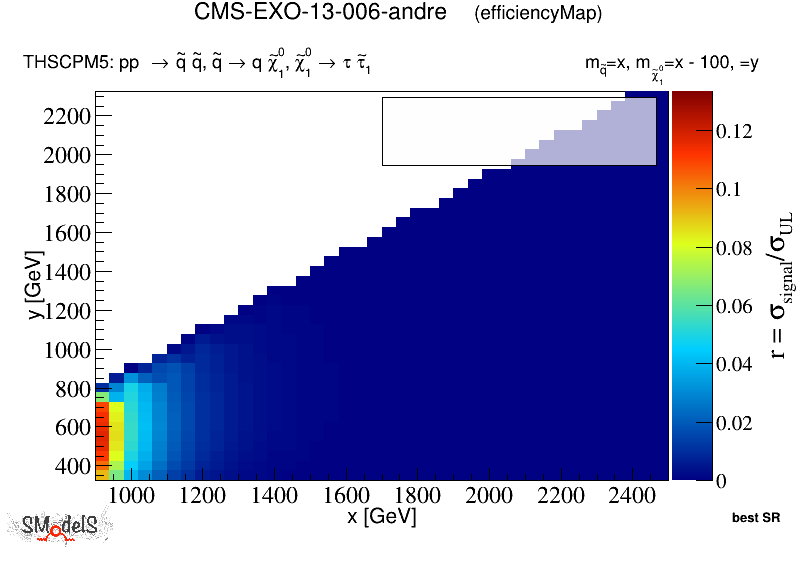 CMS-EXO-13-006-andre (efficiencyMap)
THSCPM5: pp → q̃ q̃, q̃ → q χ̃₁⁰, χ̃₁⁰ → τ τ̃₁
m_q̃=x, m_χ̃₁⁰=x - 100, =y
2200
2000
1800
1600
1400
1200
1000
800
600
400
y [GeV]
1000 1200 1400 1600 1800 2000 2200 2400
x [GeV]
0.12
0.1
0.08
0.06
0.04
0.02
0
r = σ_signal/σ_UL
SModelS
best SR